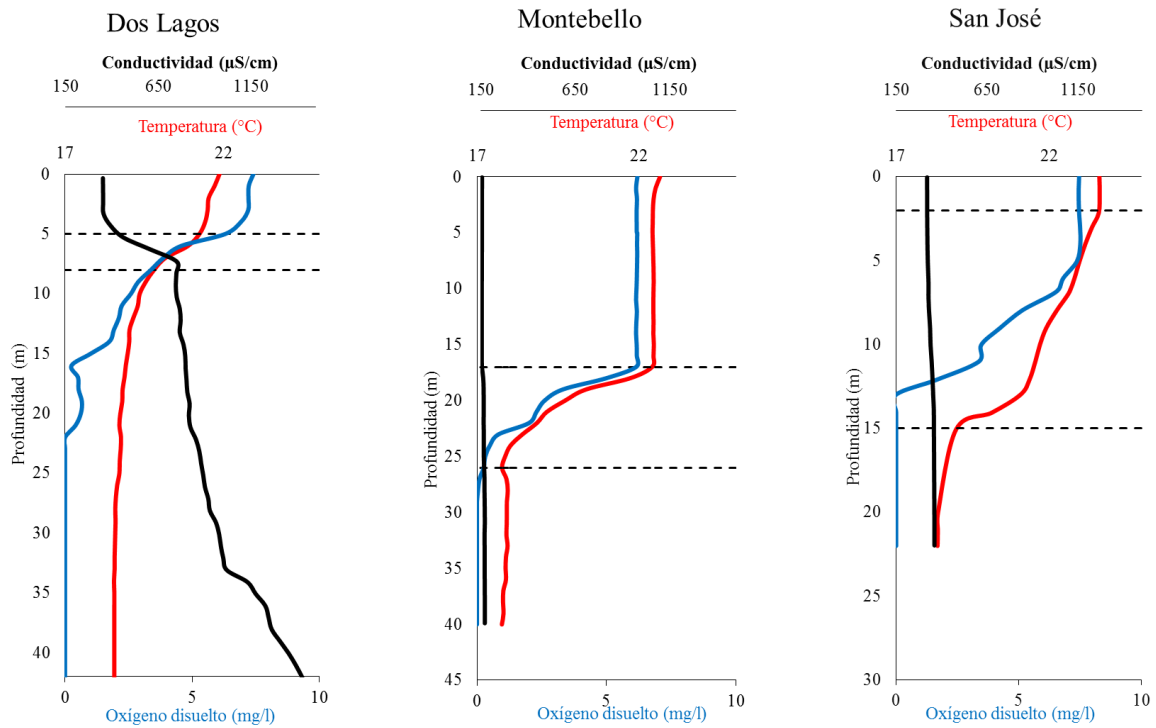 Dos Lagos
Conductividad (µS/cm)
150 650 1150
Temperatura (°C)
17 22
0
5
10
15
20
25
30
35
40
Profundidad (m)
0 5 10
Oxígeno disuelto (mg/l)
Montebello
Conductividad (µS/cm)
150 650 1150
Temperatura (°C)
17 22
0
5
10
15
20
25
30
35
40
45
Profundidad (m)
0 5 10
Oxígeno disuelto (mg/l)
San José
Conductividad (µS/cm)
150 650 1150
Temperatura (°C)
17 22
0
5
10
15
20
25
30
Profundidad (m)
0 5 10
Oxígeno disuelto (mg/l)